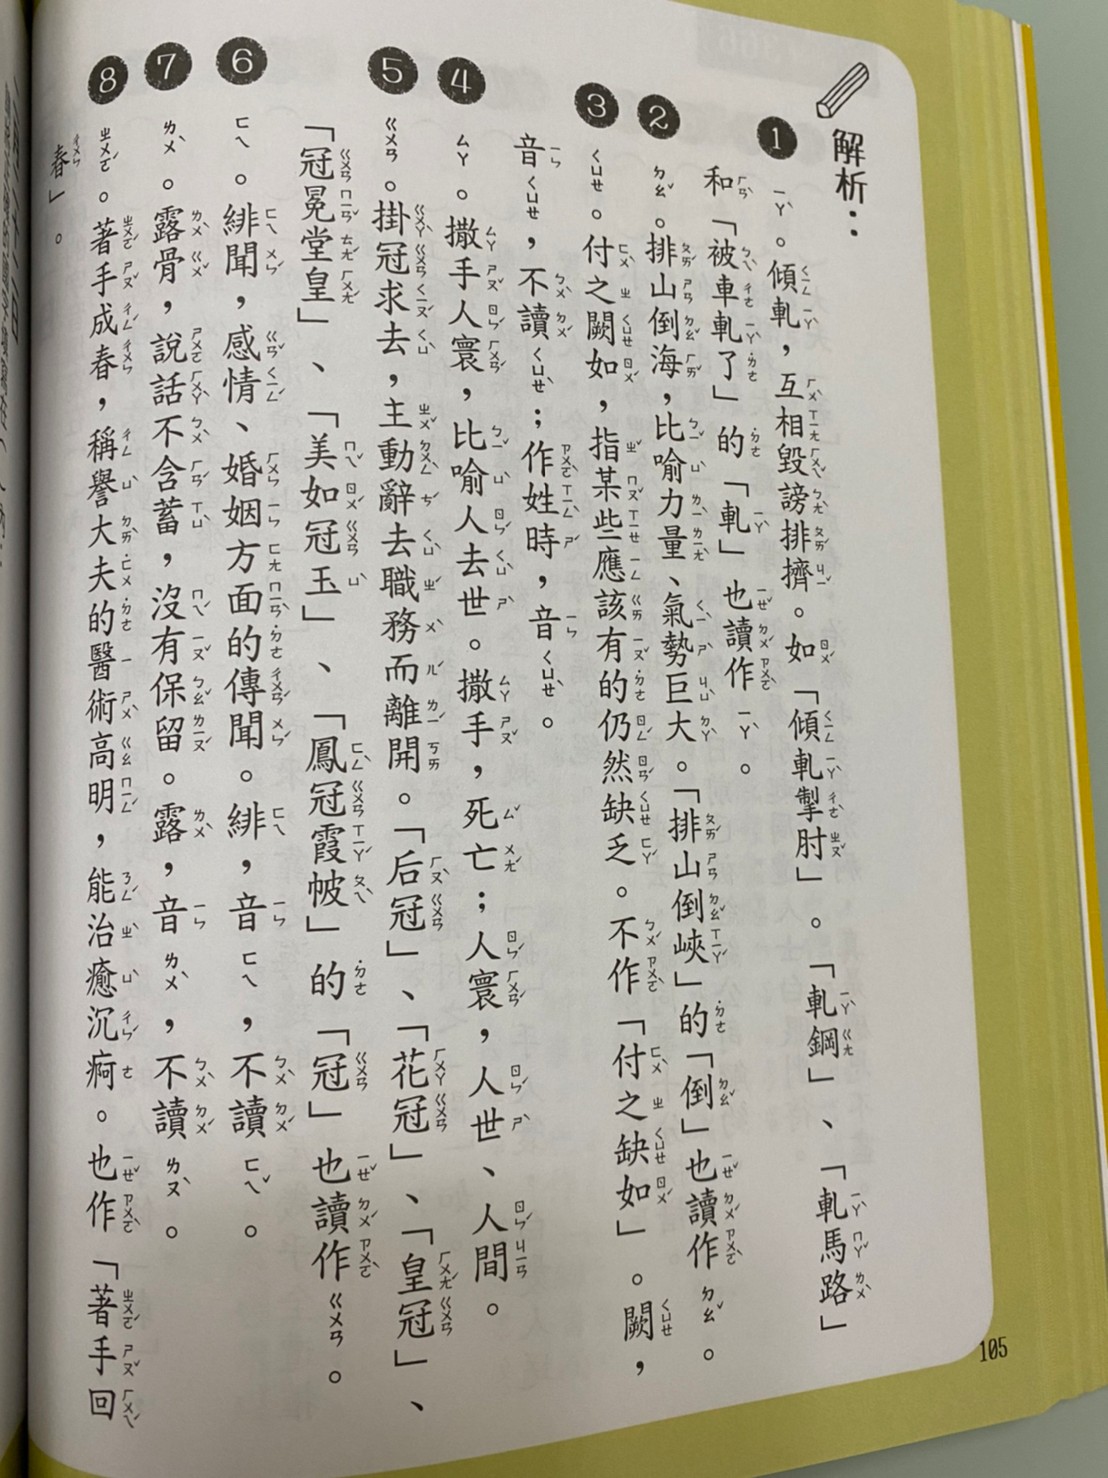 解析：
1 ㄧㄚˋ。傾軋，互相毀謗排擠。如「傾軋掣肘」。「軋鋼」、「軋馬路」
和「被車軋了」的「軋」也讀作ㄧㄚˋ。
2 ㄉㄠˇ。排山倒海，比喻力量、氣勢巨大。「排山倒峽」的「倒」也讀作ㄉㄠˇ。
3 ㄑㄩㄝ。付之闕如，指某些應該有的仍然缺乏。不作「付之缺如」。闕，
音ㄑㄩㄝ，不讀ㄑㄩㄝˋ；作姓時，音ㄑㄩㄝˋ。
4 ㄙㄚ。撒手人寰，比喻人去世。撒手，死亡；人寰，人世、人間。
5 ㄍㄨㄢ。掛冠求去，主動辭去職務而離開。「后冠」、「花冠」、「皇冠」、
「冠冕堂皇」、「美如冠玉」、「鳳冠霞帔」的「冠」也讀作ㄍㄨㄢ。
6 ㄈㄟ。緋聞，感情、婚姻方面的傳聞。緋，音ㄈㄟ，不讀ㄈㄟˇ。
7 ㄌㄨˋ。露骨，說話不含蓄，沒有保留。露，音ㄌㄨˋ，不讀ㄌㄡˋ。
8 ㄓㄨㄛˊ。著手成春，稱譽大夫的醫術高明，能治癒沉痾。也作「著手回
春」。
105